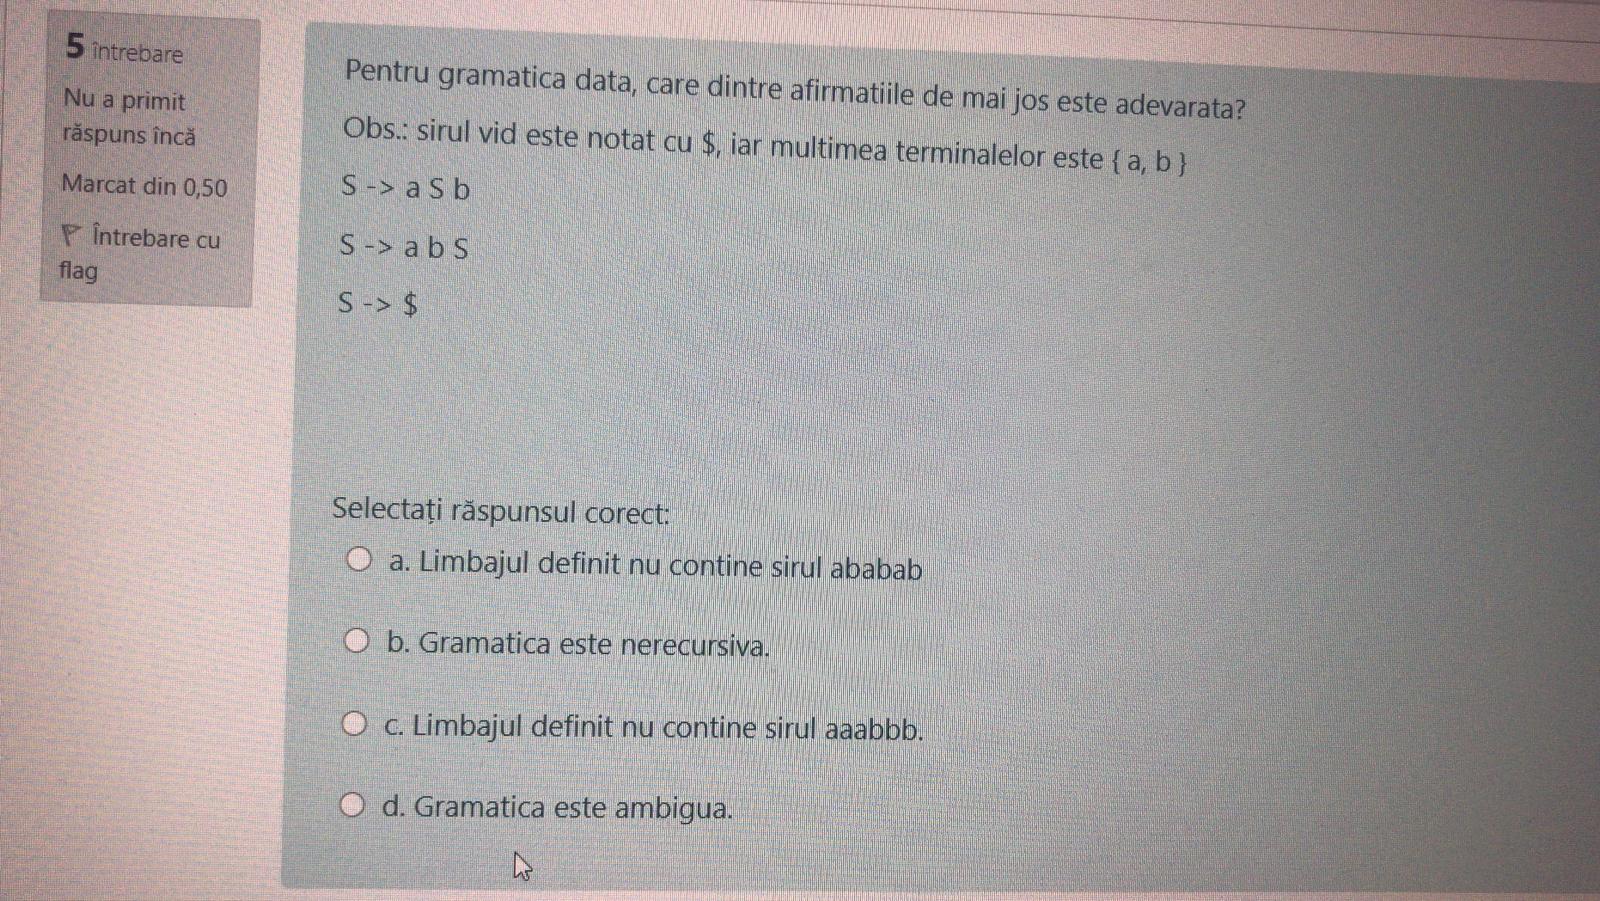 5 întrebare
Nu a primit
răspuns încă
Marcat din 0,50
Întrebare cu
flag
Pentru gramatica data, care dintre afirmatiile de mai jos este adevarata?
Obs.: sirul vid este notat cu $, iar multimea terminalelor este { a, b }
S -> a S b
S -> a b S
S -> $
Selectați răspunsul corect:
a. Limbajul definit nu contine sirul ababab
b. Gramatica este nerecursiva.
c. Limbajul definit nu contine sirul aaabbb.
d. Gramatica este ambigua.